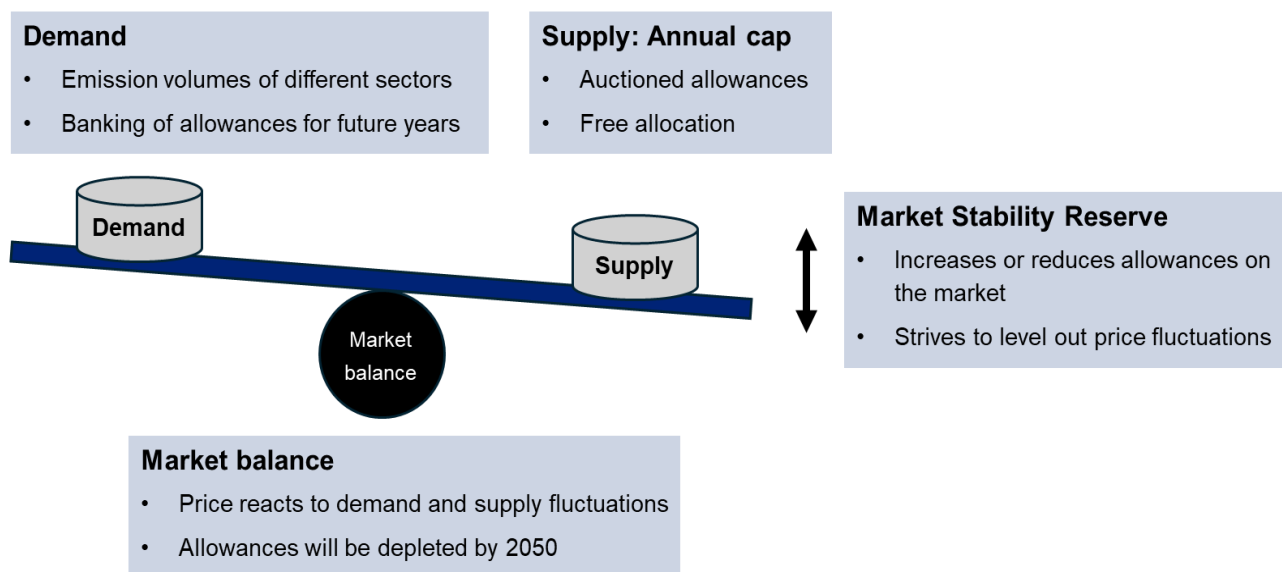 Demand
• Emission volumes of different sectors
• Banking of allowances for future years
Supply: Annual cap
• Auctioned allowances
• Free allocation
Demand
Supply
Market Stability Reserve
• Increases or reduces allowances on
the market
• Strives to level out price fluctuations
Market
balance
Market balance
• Price reacts to demand and supply fluctuations
• Allowances will be depleted by 2050